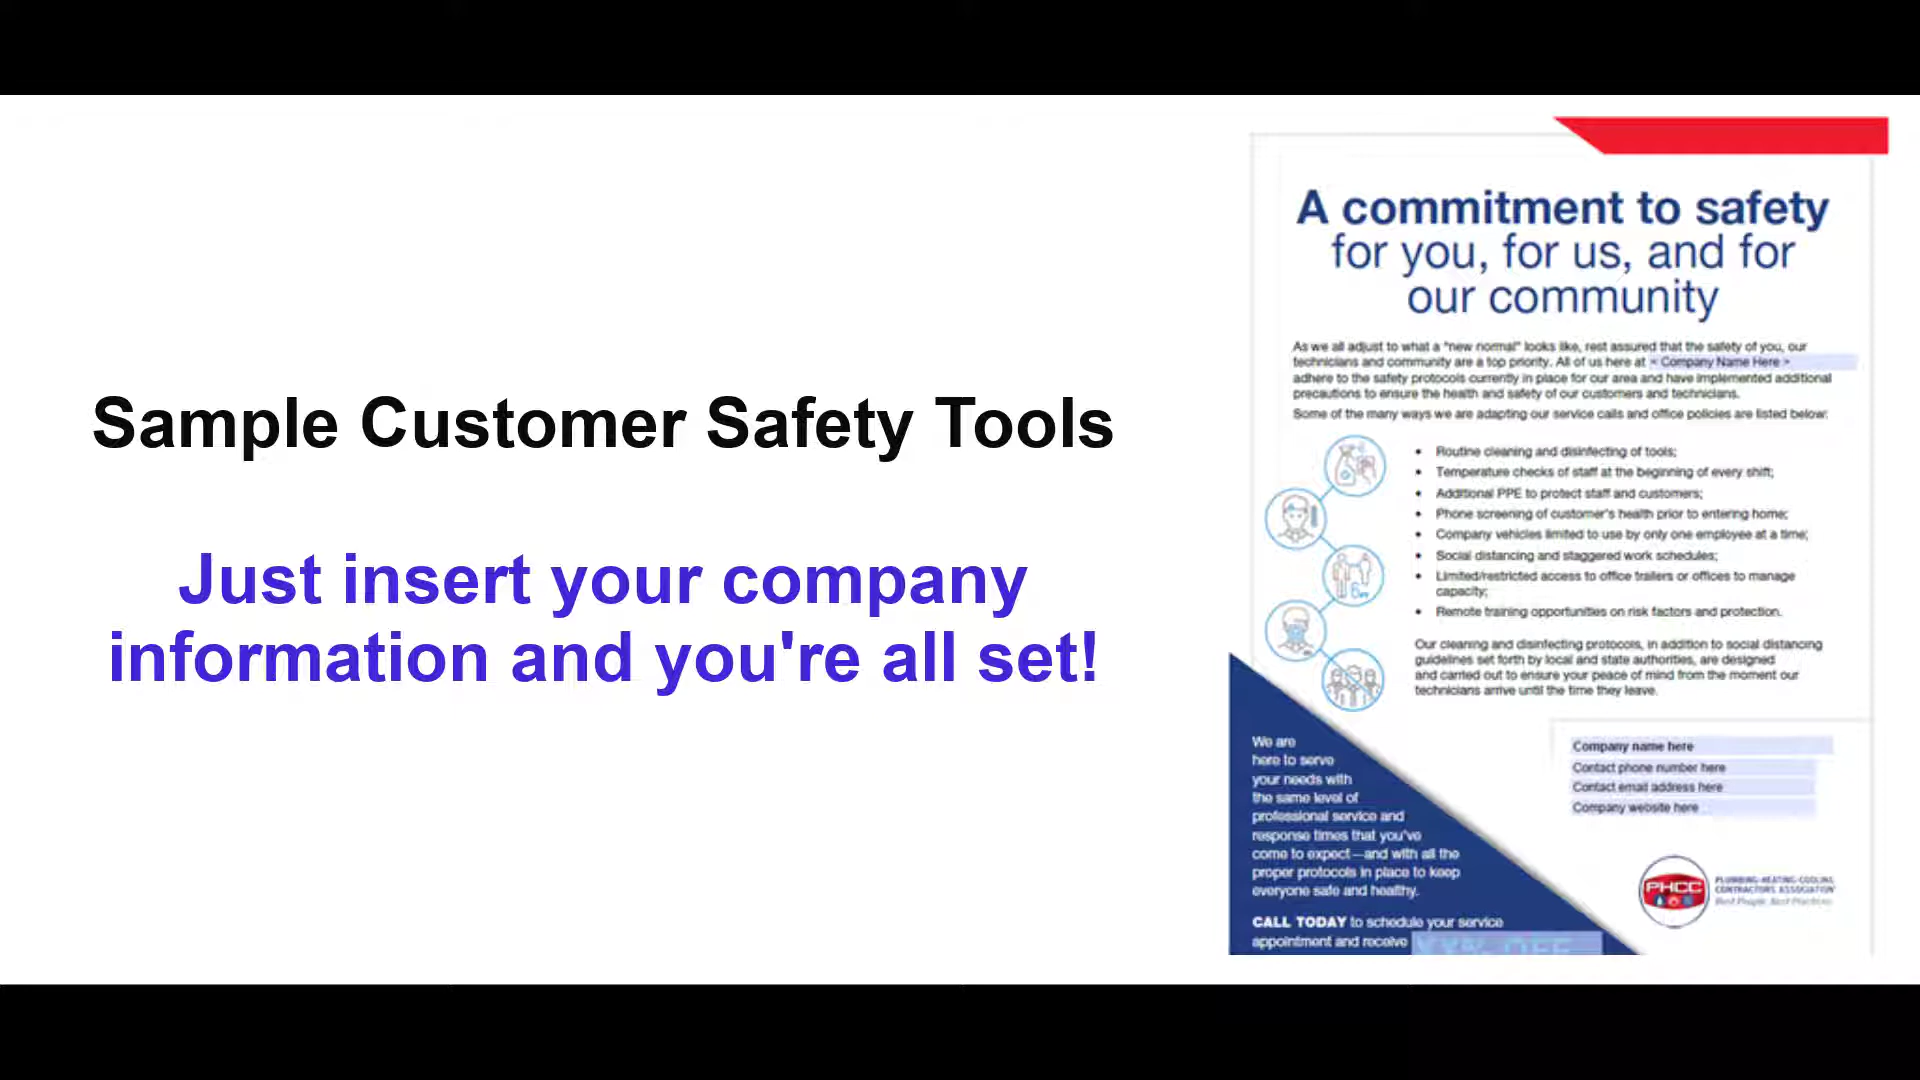 Sample Customer Safety Tools
Just insert your company
information and you're all set!
A commitment to safety
for you, for us, and for
our community
As we all adjust to what a "new normal" looks like, rest assured that the safety of you, our
technicians and community are a top priority. All of us here at < Company Name Here >
adhere to the safety protocols currently in place for our area and have implemented additional
precautions to ensure the health and safety of our customers and technicians.
Some of the many ways we are adapting our service calls and office policies are listed below:
• Routine cleaning and disinfecting of tools;
• Temperature checks of staff at the beginning of every shift;
• Additional PPE to protect staff and customers;
• Phone screening of customer's health prior to entering home;
• Company vehicles limited to use by only one employee at a time;
• Social distancing and staggered work schedules;
• Limited/restricted access to office trailers or offices to manage
capacity;
• Remote training opportunities on risk factors and protection.
Our cleaning and disinfecting protocols, in addition to social distancing
guidelines set forth by local and state authorities, are designed
and carried out to ensure your peace of mind from the moment our
technicians arrive until the time they leave.
We are
here to serve
your needs with
the same level of
professional service and
response times that you've
come to expect—and with all the
proper protocols in place to keep
everyone safe and healthy.
CALL TODAY to schedule your service
appointment and receive
Company name here
Contact phone number here
Contact email address here
Company website here
PHCC
PLUMBING-HEATING-COOLING
CONTRACTORS ASSOCIATION
Best People. Best Practices.